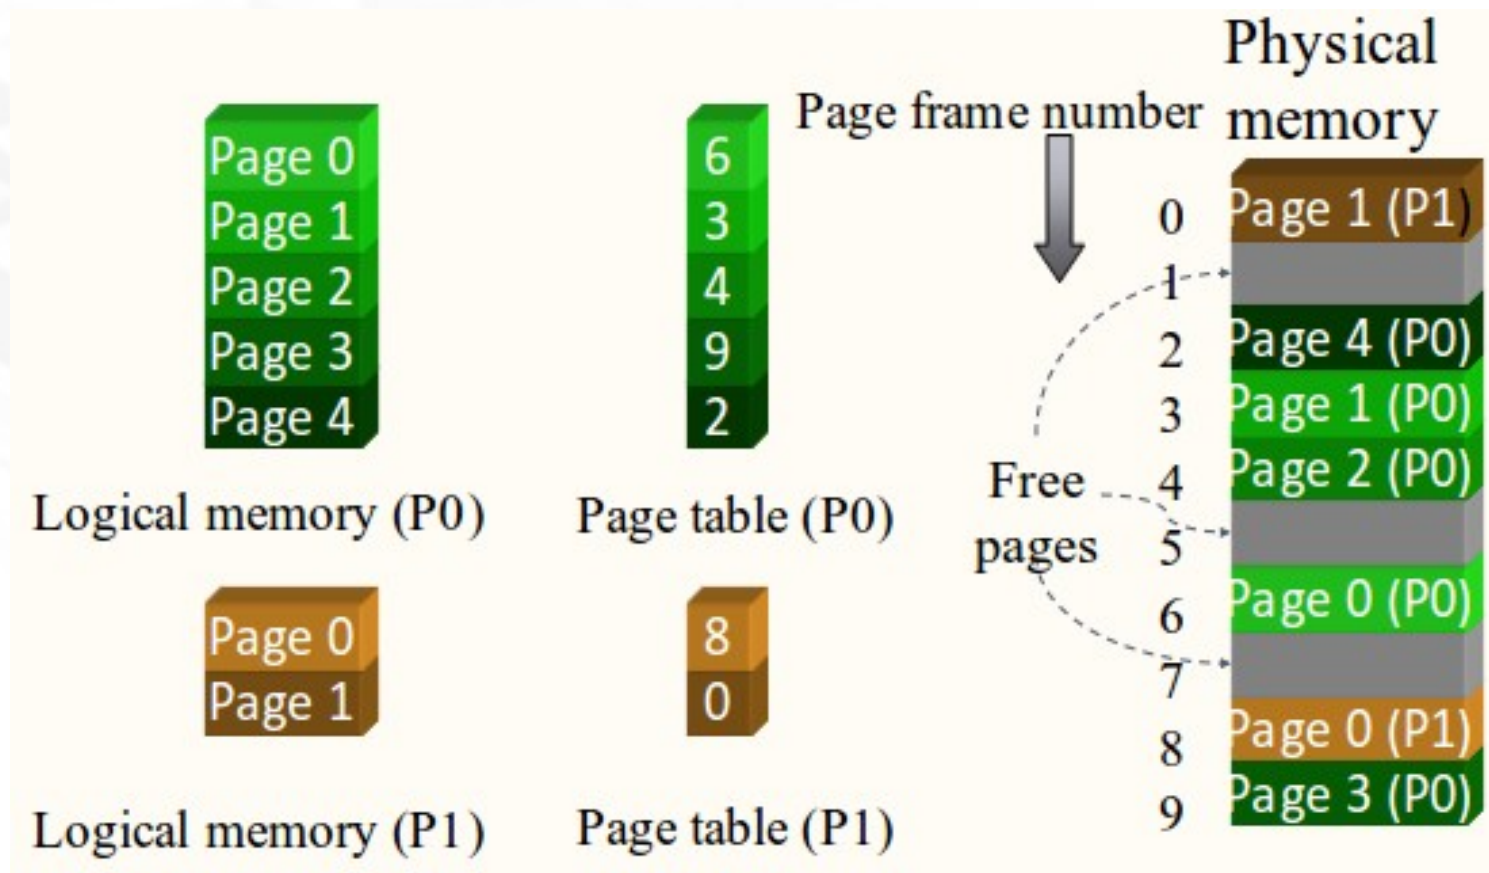 Physical
memory
Page frame number
Page 0
Page 1
Page 2
Page 3
Page 4
Logical memory (P0)
6
3
4
9
2
Page table (P0)
Page 0
Page 1
Logical memory (P1)
8
0
Page table (P1)
Free
pages
0
1
2
3
4
5
6
7
8
9
Page 1 (P1)
Page 4 (P0)
Page 1 (P0)
Page 2 (P0)
Page 0 (P0)
Page 0 (P1)
Page 3 (P0)